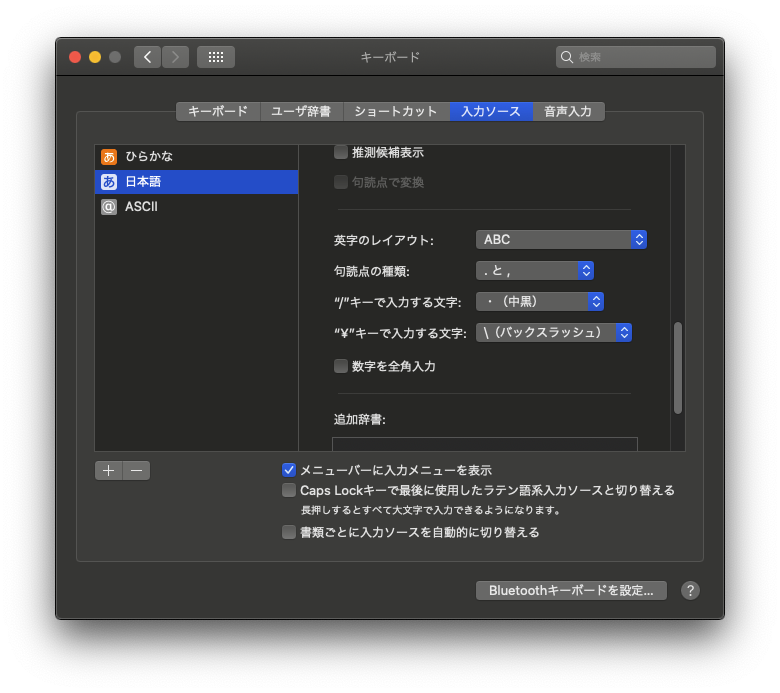 キーボード
検索
キーボード ユーザ辞書 ショートカット 入力ソース 音声入力
あ ひらかな
あ 日本語
@ ASCII
推測候補表示
句読点で変換
英字のレイアウト: ABC
句読点の種類: . と ,
“/”キーで入力する文字: ・（中黒）
“¥”キーで入力する文字: \（バックスラッシュ）
数字を全角入力
追加辞書:
+ −
メニューバーに入力メニューを表示
Caps Lockキーで最後に使用したラテン語系入力ソースと切り替える
長押しするとすべて大文字で入力できるようになります。
書類ごとに入力ソースを自動的に切り替える
Bluetoothキーボードを設定... ?